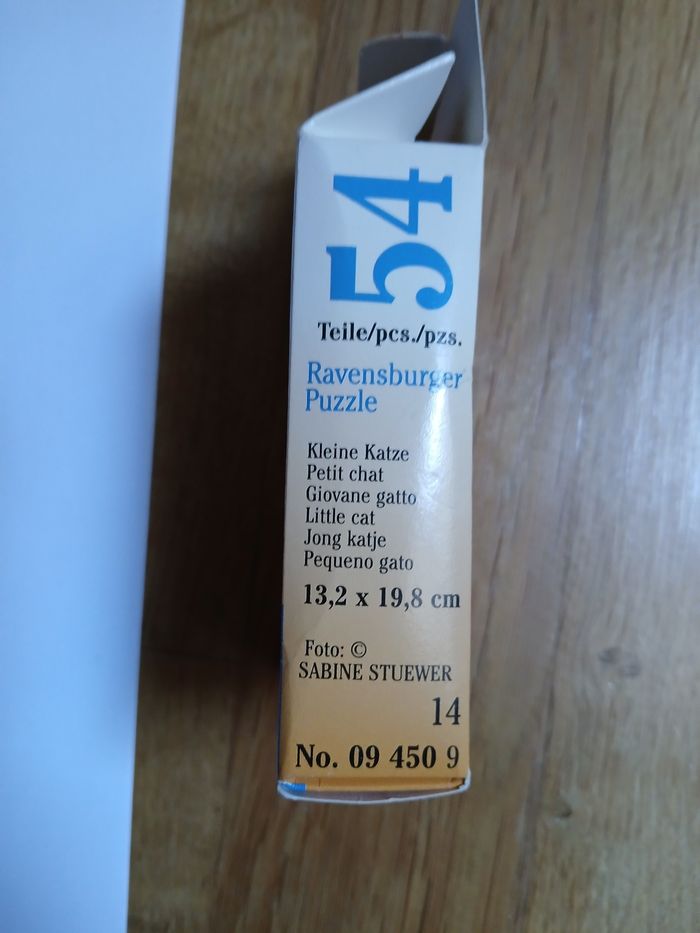 54
Teile/pcs./pzs.
Ravensburger
Puzzle
Kleine Katze
Petit chat
Giovane gatto
Little cat
Jong katje
Pequeno gato
13,2 x 19,8 cm
Foto: ©
SABINE STUEWER
14
No. 09 450 9